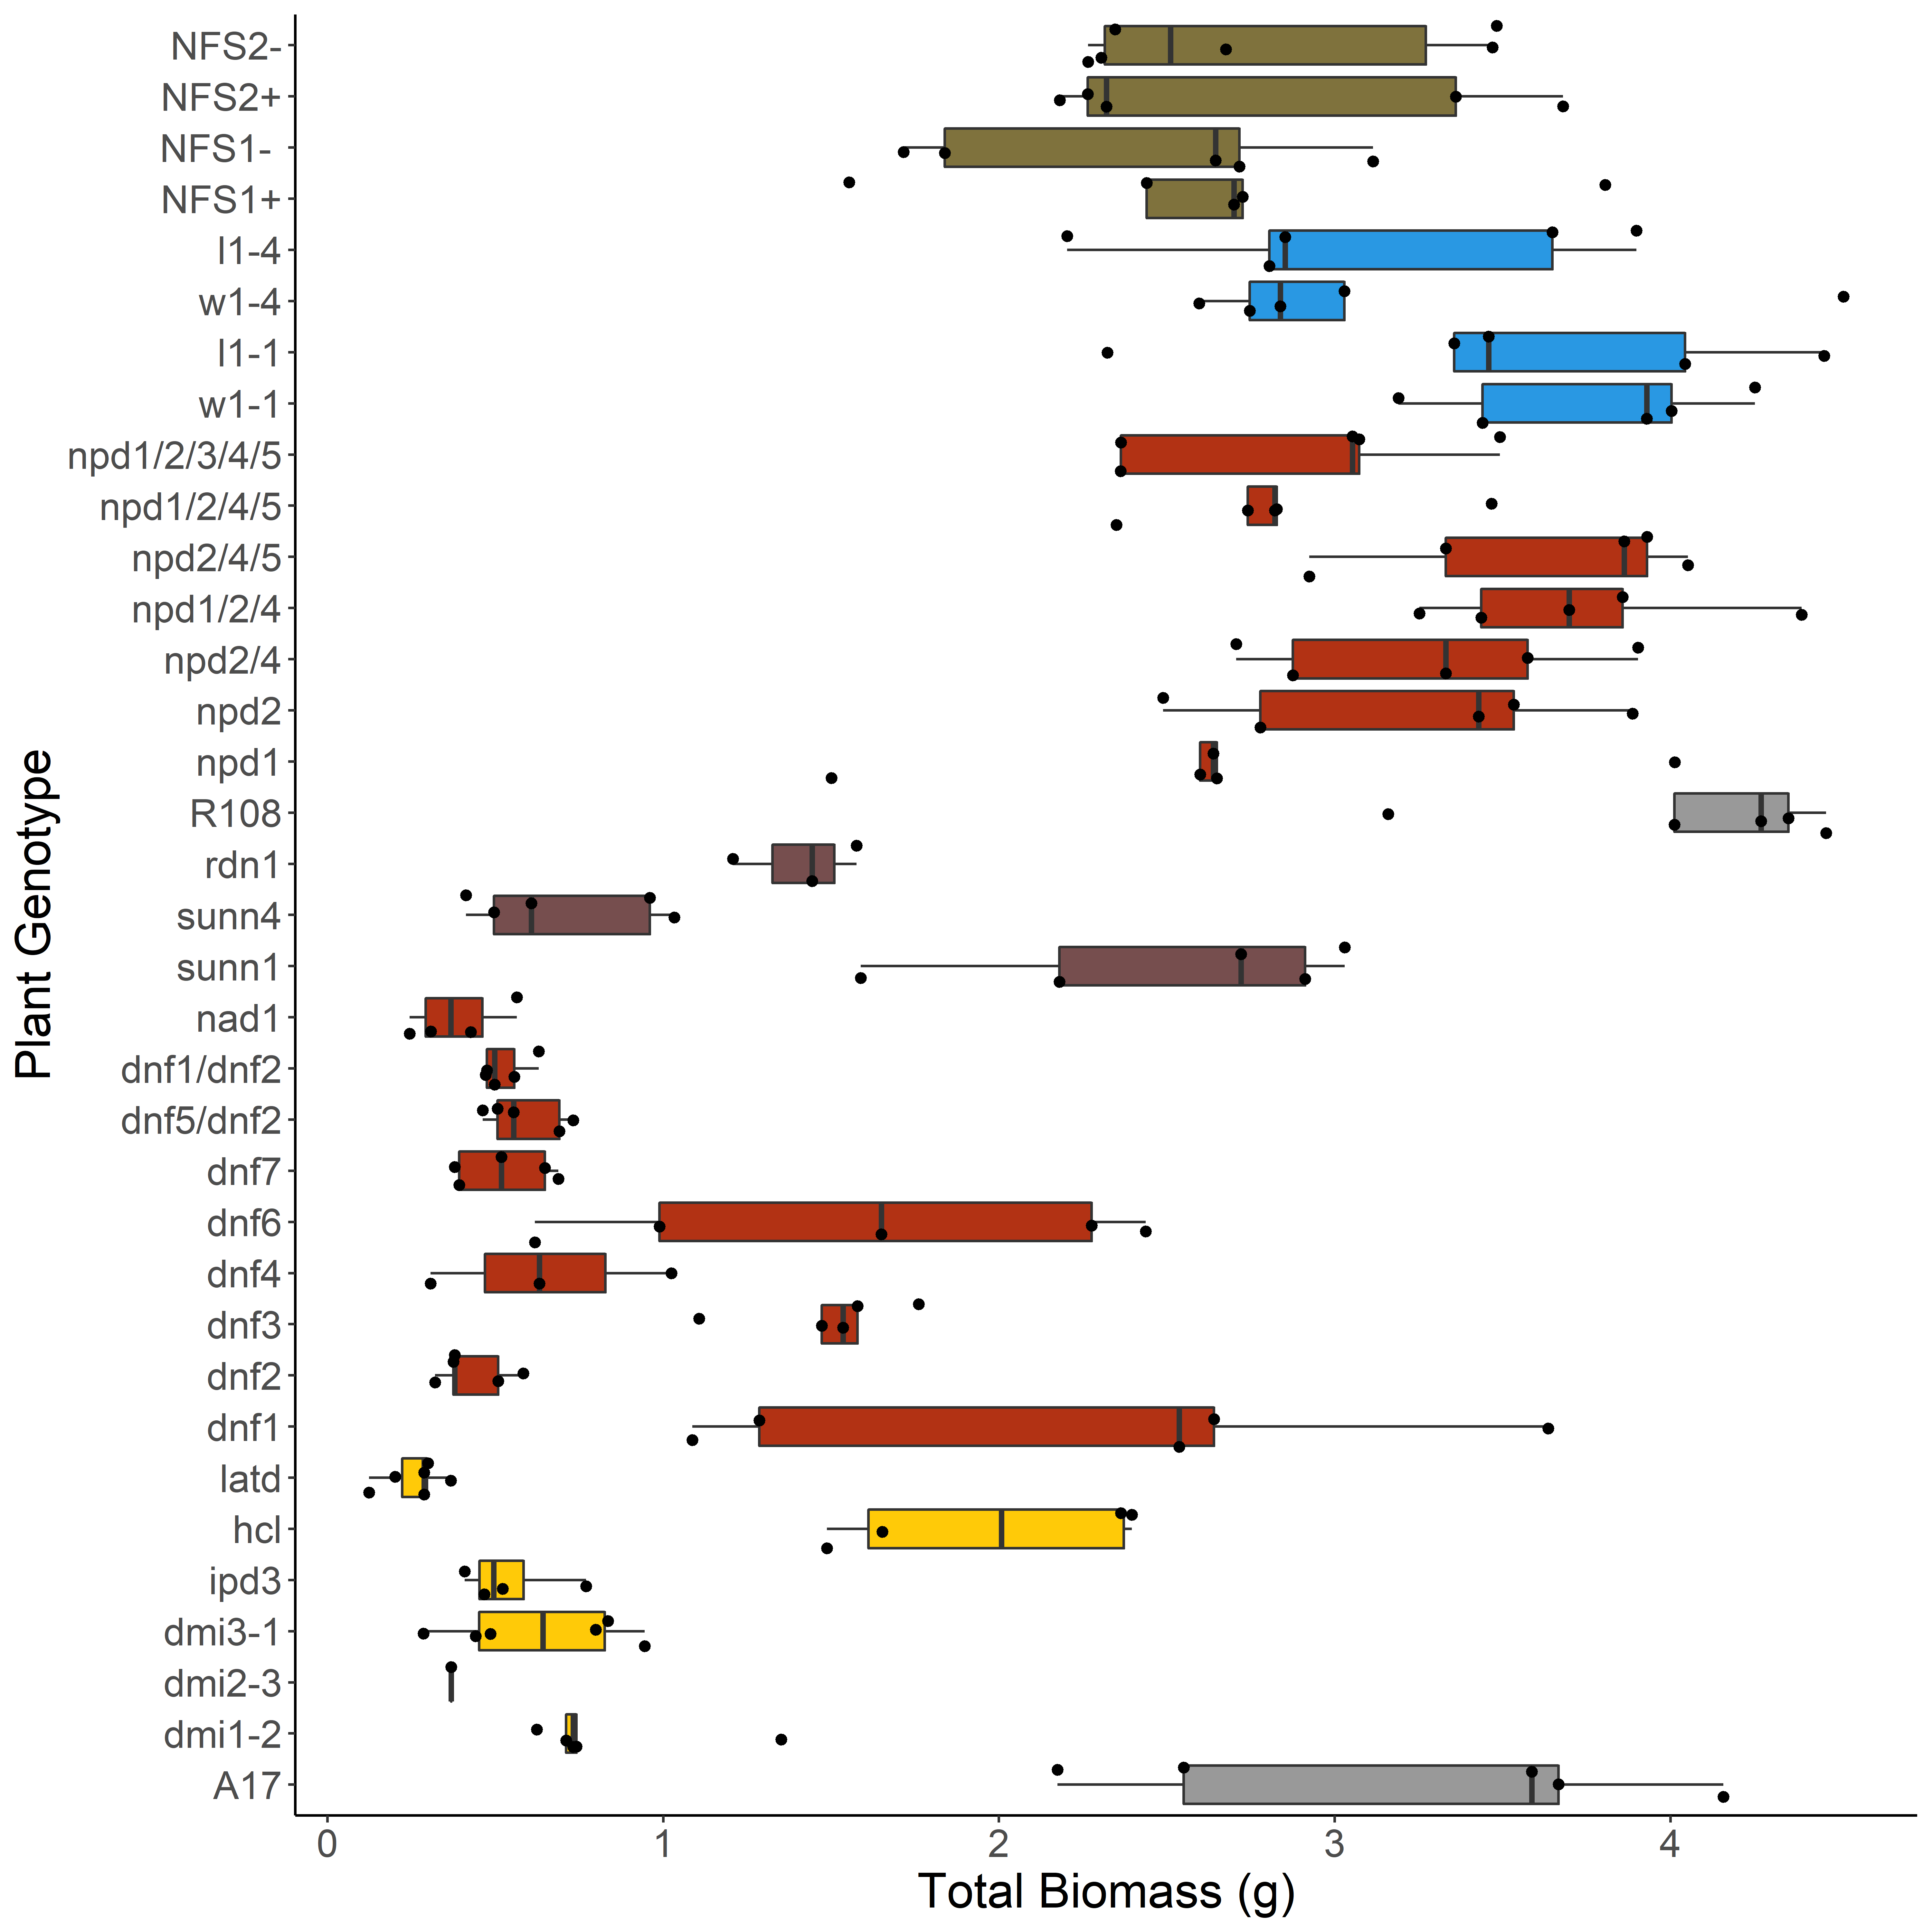 NFS2-
NFS2+
NFS1-
NFS1+
l1-4
w1-4
l1-1
w1-1
npd1/2/3/4/5
npd1/2/4/5
npd2/4/5
npd1/2/4
npd2/4
npd2
npd1
R108
rdn1
sunn4
sunn1
nad1
dnf1/dnf2
dnf5/dnf2
dnf7
dnf6
dnf4
dnf3
dnf2
dnf1
latd
hcl
ipd3
dmi3-1
dmi2-3
dmi1-2
A17
Plant Genotype
0 1 2 3 4
Total Biomass (g)